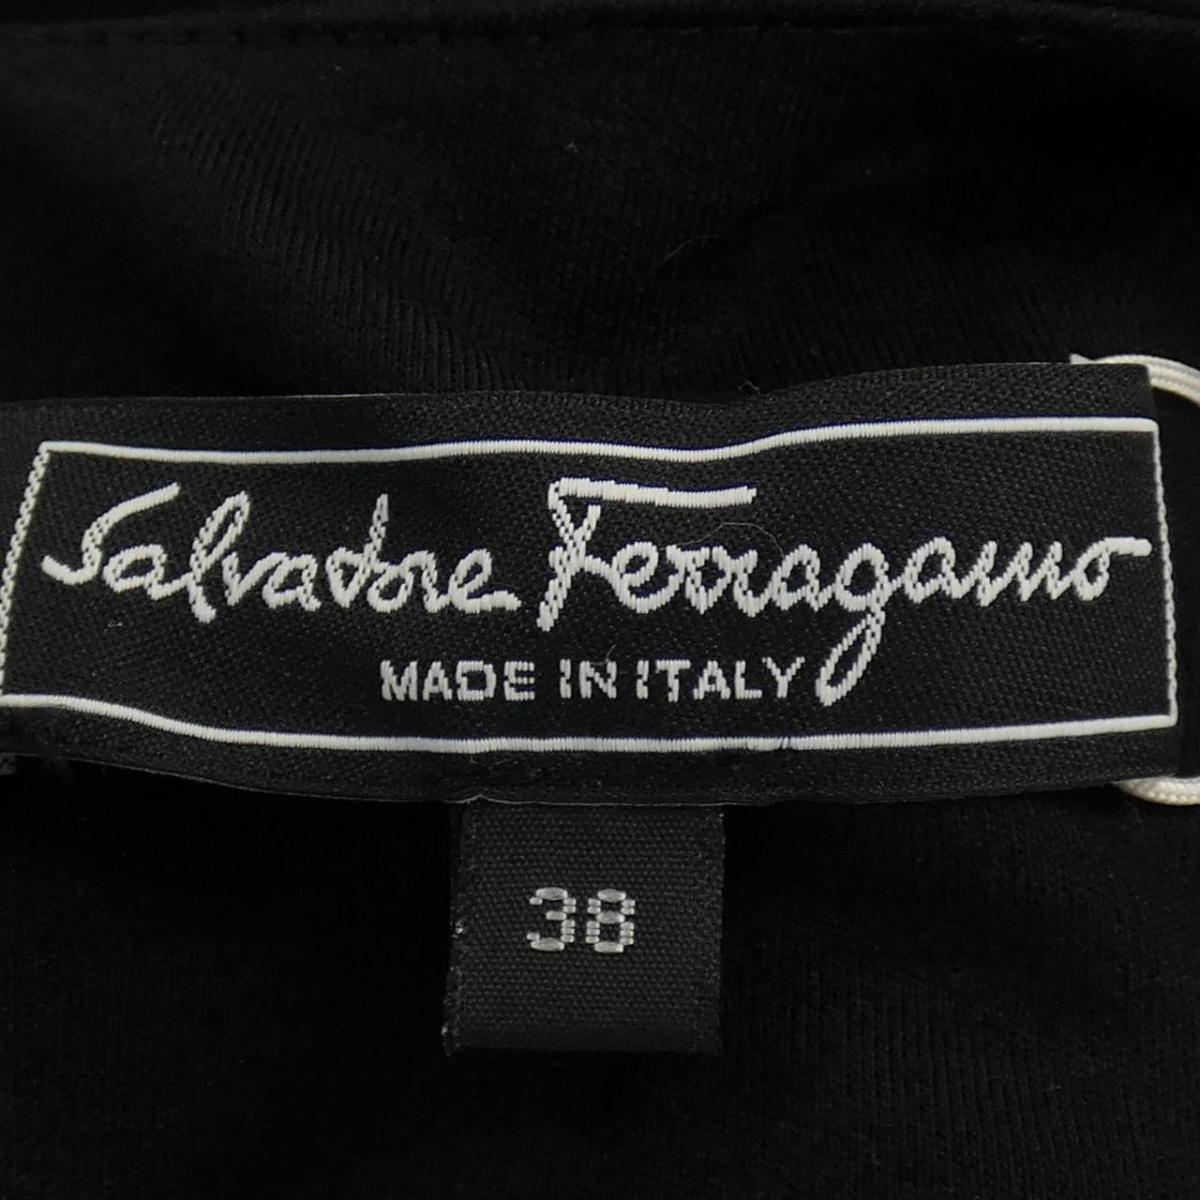 Salvatore Ferragamo
MADE IN ITALY
38